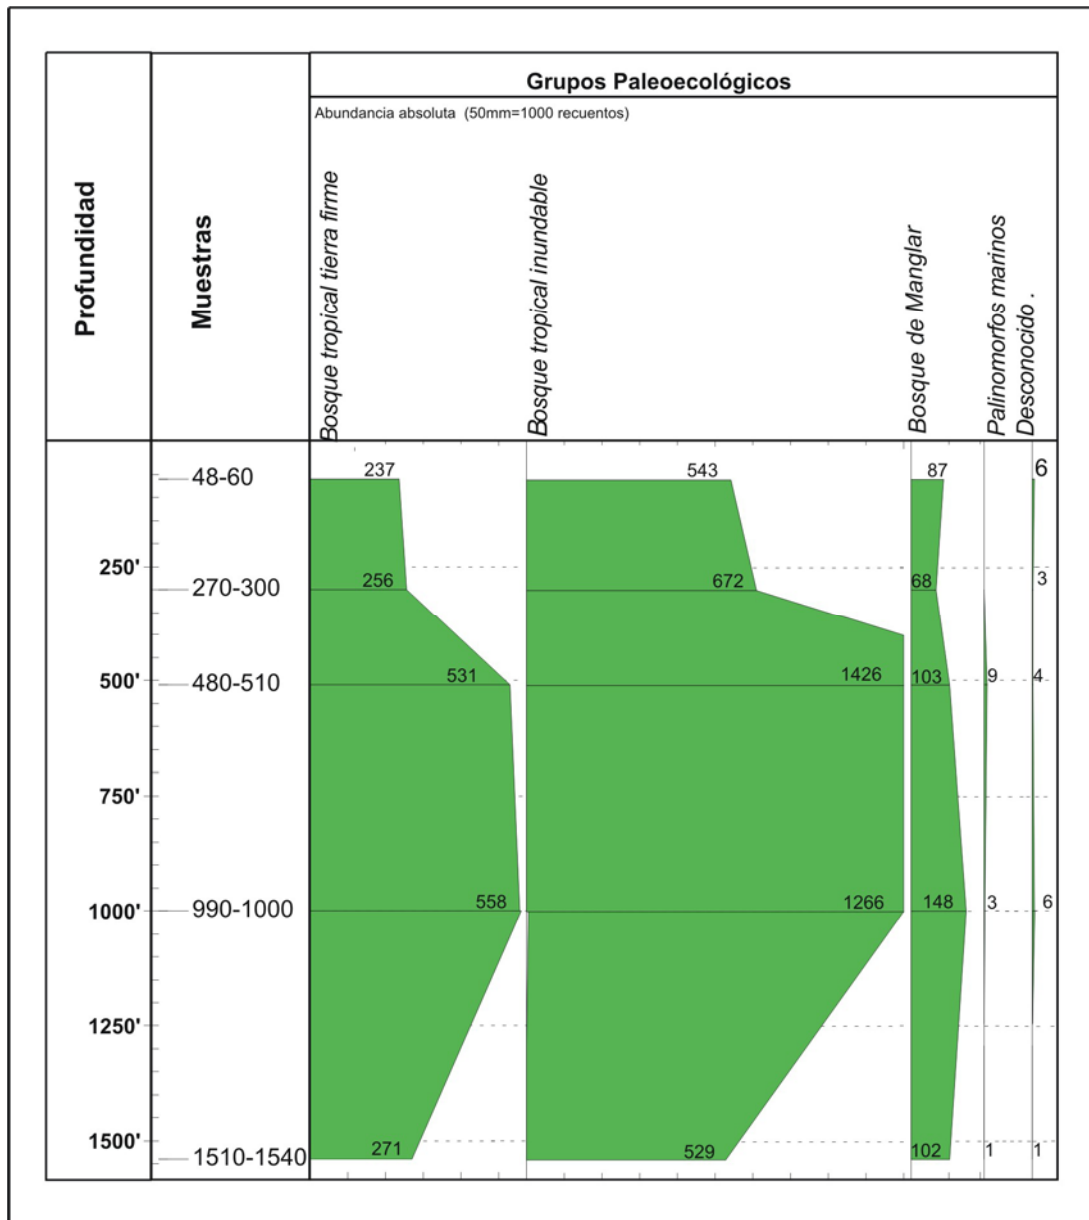 Profundidad
Muestras
Grupos Paleoecológicos
Abundancia absoluta (50mm=1000 recuentos)
Bosque tropical tierra firme
Bosque tropical inundable
Bosque de Manglar
Palinomorfos marinos
Desconocido .
48-60 237 543 87 6
250'
270-300 256 672 68 3
500' 480-510 531 1426 103 9 4
750'
1000' 990-1000 558 1266 148 3 6
1250'
1500'
1510-1540 271 529 102 1 1